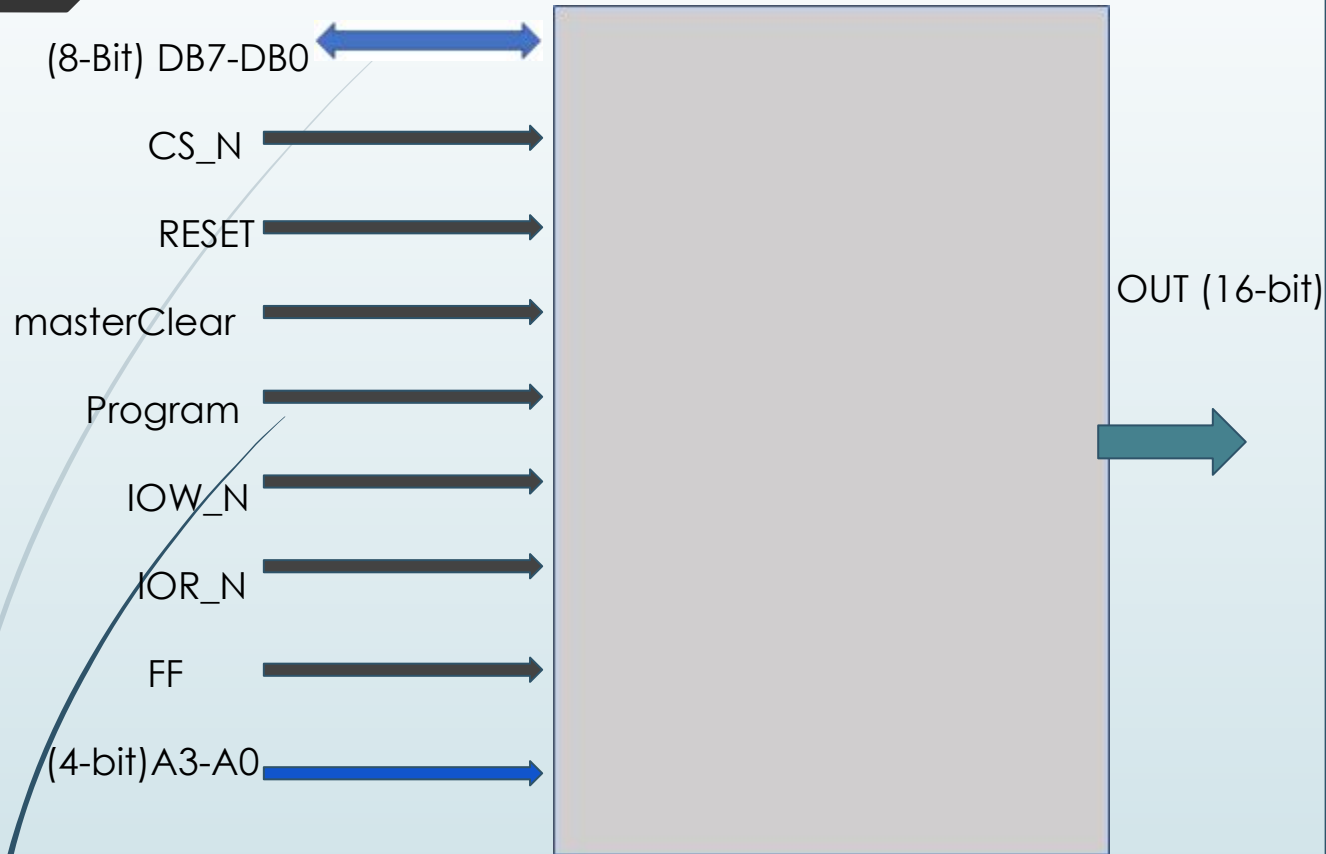 (8-Bit) DB7-DB0
CS_N
RESET
masterClear
Program
IOW_N
IOR_N
FF
(4-bit)A3-A0
OUT (16-bit)